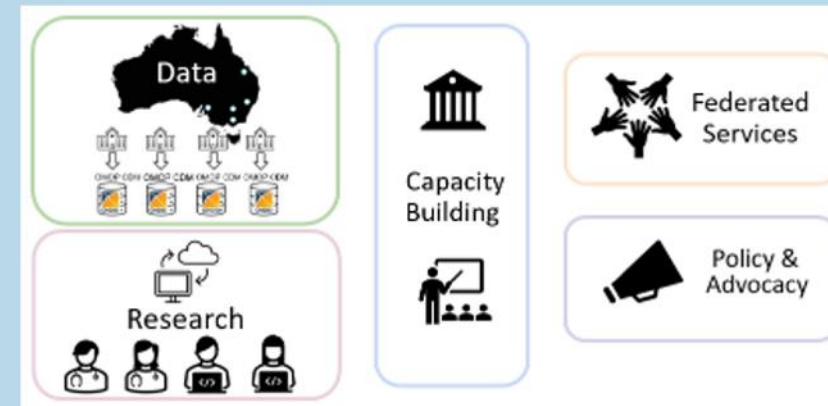 Data
OMOP CDM OMOP CDM OMOP CDM OMOP CDM
Research
Capacity
Building
Federated
Services
Policy &
Advocacy